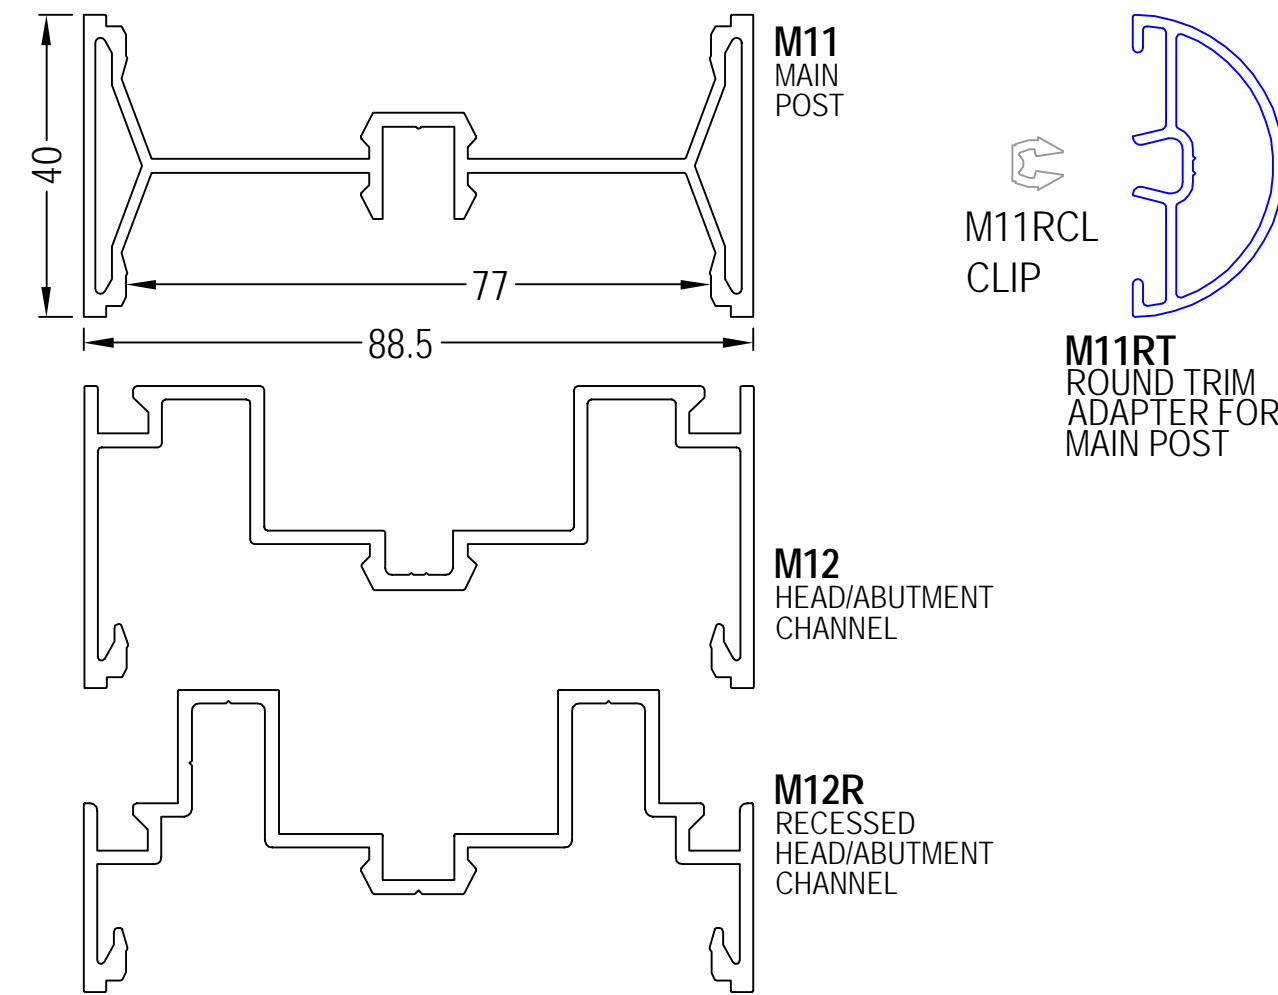 M11
MAIN
POST
40
77
88.5
M11RCL
CLIP
M11RT
ROUND TRIM
ADAPTER FOR
MAIN POST
M12
HEAD/ABUTMENT
CHANNEL
M12R
RECESSED
HEAD/ABUTMENT
CHANNEL